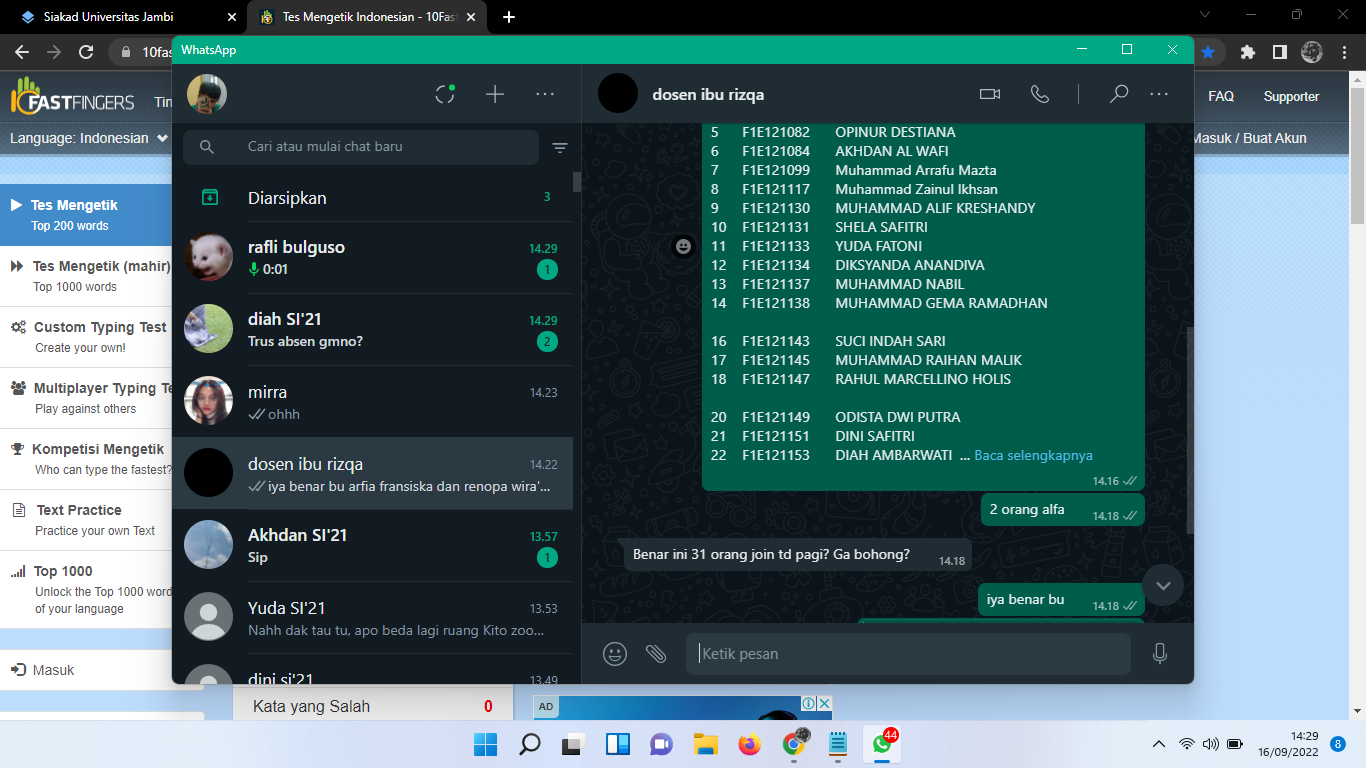 Siakad Universitas Jambi
Tes Mengetik Indonesian - 10Fas
10fas
WhatsApp
FASTFINGERS
FAQ
Supporter
Language: Indonesian
Masuk / Buat Akun
Tes Mengetik
Top 200 words
Tes Mengetik (mahir)
Top 1000 words
Custom Typing Test
Create your own!
Multiplayer Typing Te
Play against others
Kompetisi Mengetik
Who can type the fastest?
Text Practice
Practice your own Text
Top 1000
Unlock the Top 1000 word
of your language
Masuk
Cari atau mulai chat baru
Diarsipkan 3
rafli bulguso 14.29
0:01 1
diah SI'21 14.29
Trus absen gmno? 2
mirra 14.23
ohhh
dosen ibu rizqa 14.22
iya benar bu arfia fransiska dan renopa wira'...
Akhdan SI'21 13.57
Sip 1
Yuda SI'21 13.53
Nahh dak tau tu, apo beda lagi ruang Kito zoo...
dini si'21 13.49
dosen ibu rizqa
5 F1E121082 OPINUR DESTIANA
6 F1E121084 AKHDAN AL WAFI
7 F1E121099 Muhammad Arrafu Mazta
8 F1E121117 Muhammad Zainul Ikhsan
9 F1E121130 MUHAMMAD ALIF KRESHANDY
10 F1E121131 SHELA SAFITRI
11 F1E121133 YUDA FATONI
12 F1E121134 DIKSYANDA ANANDIVA
13 F1E121137 MUHAMMAD NABIL
14 F1E121138 MUHAMMAD GEMA RAMADHAN
16 F1E121143 SUCI INDAH SARI
17 F1E121145 MUHAMMAD RAIHAN MALIK
18 F1E121147 RAHUL MARCELLINO HOLIS
20 F1E121149 ODISTA DWI PUTRA
21 F1E121151 DINI SAFITRI
22 F1E121153 DIAH AMBARWATI ... Baca selengkapnya
14.16
2 orang alfa 14.18
Benar ini 31 orang join td pagi? Ga bohong? 14.18
iya benar bu 14.18
Ketik pesan
Kata yang Salah 0
AD
44
14:29
16/09/2022
8